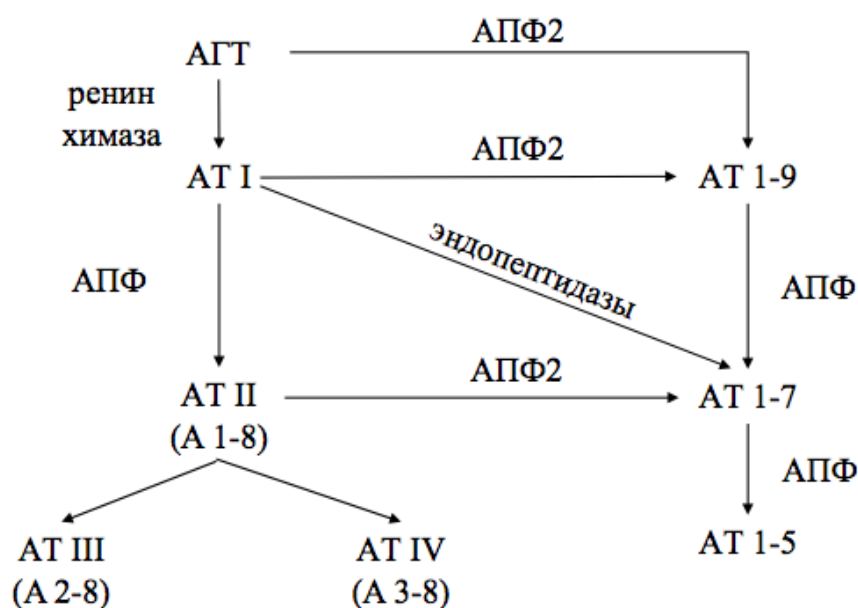 АПФ2
АГТ
ренин
химаза
АПФ2
АТ I
АТ 1-9
эндопептидазы
АПФ
АПФ
АПФ2
АТ II
АТ 1-7
(А 1-8)
АПФ
АТ III
АТ IV
АТ 1-5
(А 2-8)
(А 3-8)